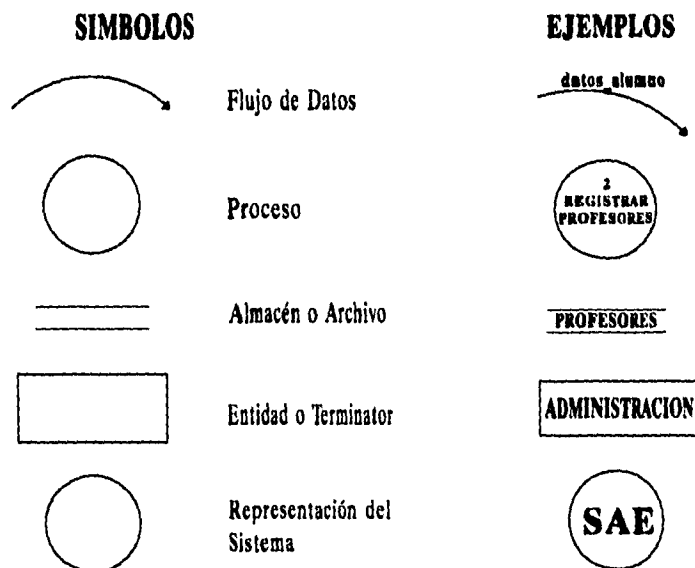 SIMBOLOS
EJEMPLOS
Flujo de Datos
datos_alumno
Proceso
2
REGISTRAR
PROFESORES
Almacén o Archivo
PROFESORES
Entidad o Terminator
ADMINISTRACION
Representación del
Sistema
SAE